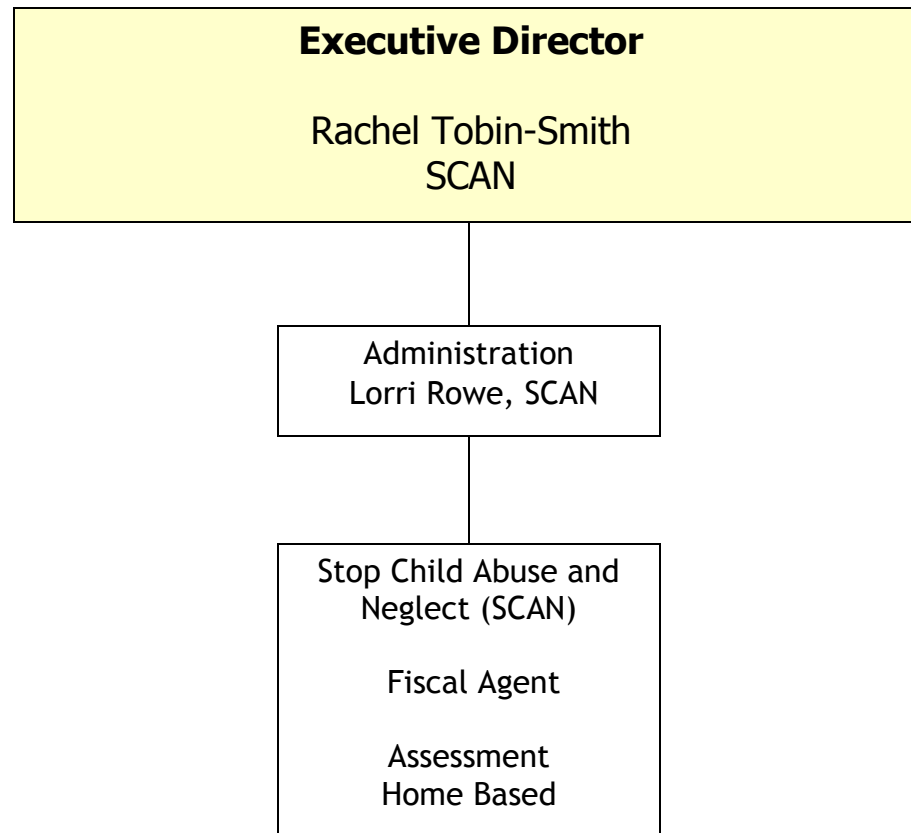 Executive Director
Rachel Tobin-Smith
SCAN
Administration
Lorri Rowe, SCAN
Stop Child Abuse and
Neglect (SCAN)
Fiscal Agent
Assessment
Home Based